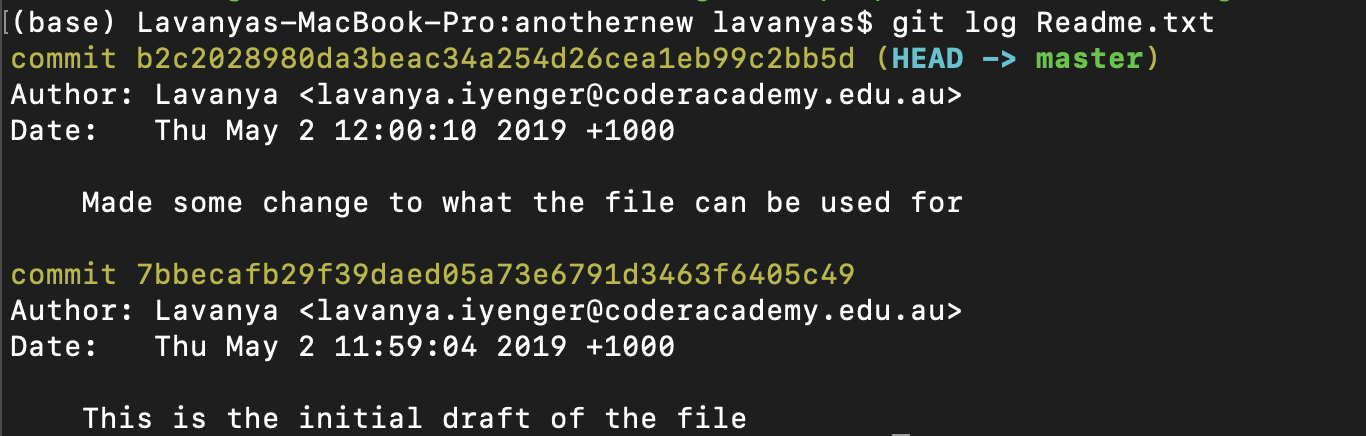 [(base) Lavanyas-MacBook-Pro:anothernew lavanyas$ git log Readme.txt
commit b2c2028980da3beac34a254d26cea1eb99c2bb5d (HEAD -> master)
Author: Lavanya <lavanya.iyenger@coderacademy.edu.au>
Date:   Thu May 2 12:00:10 2019 +1000
    Made some change to what the file can be used for
commit 7bbecafb29f39daed05a73e6791d3463f6405c49
Author: Lavanya <lavanya.iyenger@coderacademy.edu.au>
Date:   Thu May 2 11:59:04 2019 +1000
    This is the initial draft of the file